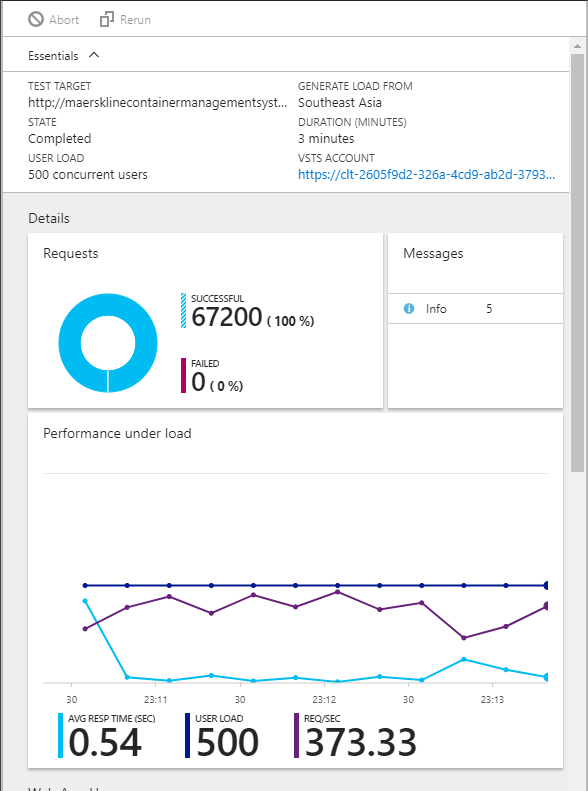 Abort Rerun
Essentials
TEST TARGET GENERATE LOAD FROM
http://maersklinecontainermanagementsyst... Southeast Asia
STATE DURATION (MINUTES)
Completed 3 minutes
USER LOAD VSTS ACCOUNT
500 concurrent users https://clt-2605f9d2-326a-4cd9-ab2d-3793...
Details
Requests Messages
SUCCESSFUL
67200 ( 100 %)
Info 5
FAILED
0 ( 0 %)
Performance under load
30 23:11 30 23:12 30 23:13
AVG RESP TIME (SEC) USER LOAD REQ/SEC
0.54 500 373.33